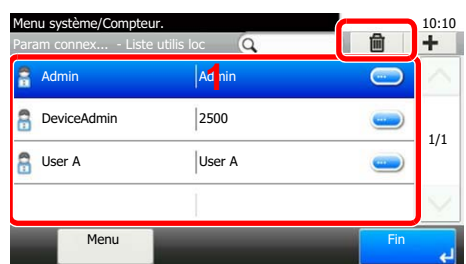 Menu système/Compteur. 10:10
Param connex... - Liste utilis loc
Admin Admin
1
DeviceAdmin 2500
User A User A
1/1
Menu Fin